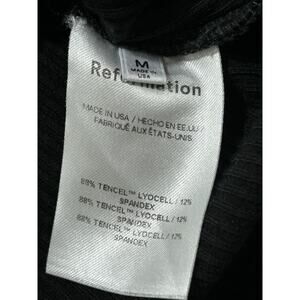 M
MADE IN
USA
Reformation
MADE IN USA / HECHO EN EE.UU /
FABRIQUÉ AUX ÉTATS-UNIS
88% TENCEL™ LYOCELL / 12%
SPANDEX
88% TENCEL™ LYOCELL / 12%
SPANDEX
88% TENCEL™ LYOCELL / 12%
SPANDEX